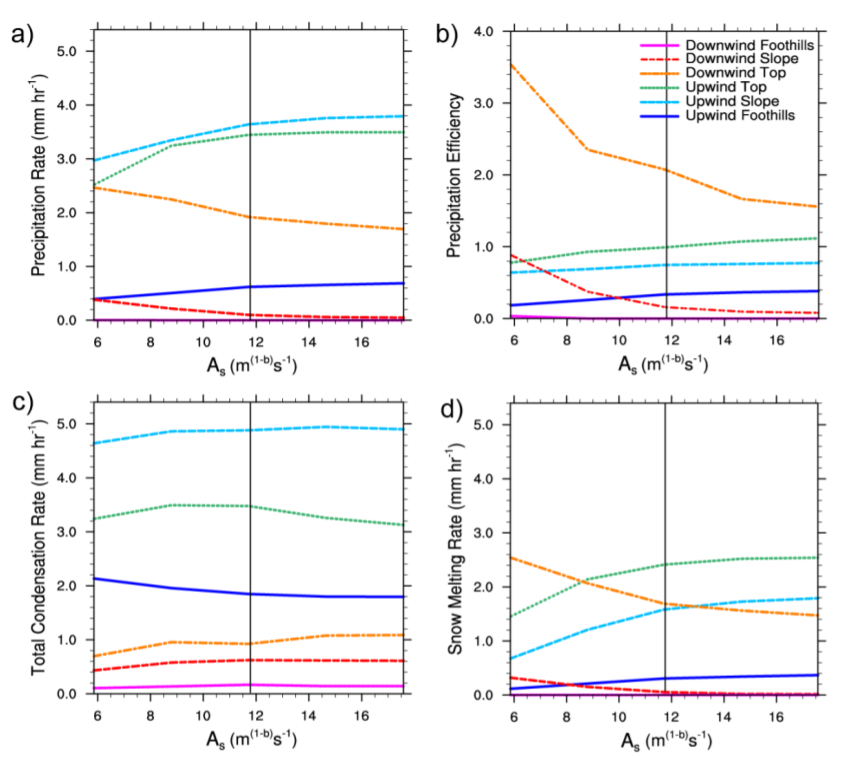 a)
Precipitation Rate (mm hr⁻¹)
5.0
4.0
3.0
2.0
1.0
0.0
6 8 10 12 14 16
Aₛ (m⁽¹⁻ᵇ⁾s⁻¹)
b)
Precipitation Efficiency
4.0
3.0
2.0
1.0
0.0
Downwind Foothills
Downwind Slope
Downwind Top
Upwind Top
Upwind Slope
Upwind Foothills
6 8 10 12 14 16
Aₛ (m⁽¹⁻ᵇ⁾s⁻¹)
c)
Total Condensation Rate (mm hr⁻¹)
5.0
4.0
3.0
2.0
1.0
0.0
6 8 10 12 14 16
Aₛ (m⁽¹⁻ᵇ⁾s⁻¹)
d)
Snow Melting Rate (mm hr⁻¹)
5.0
4.0
3.0
2.0
1.0
0.0
6 8 10 12 14 16
Aₛ (m⁽¹⁻ᵇ⁾s⁻¹)